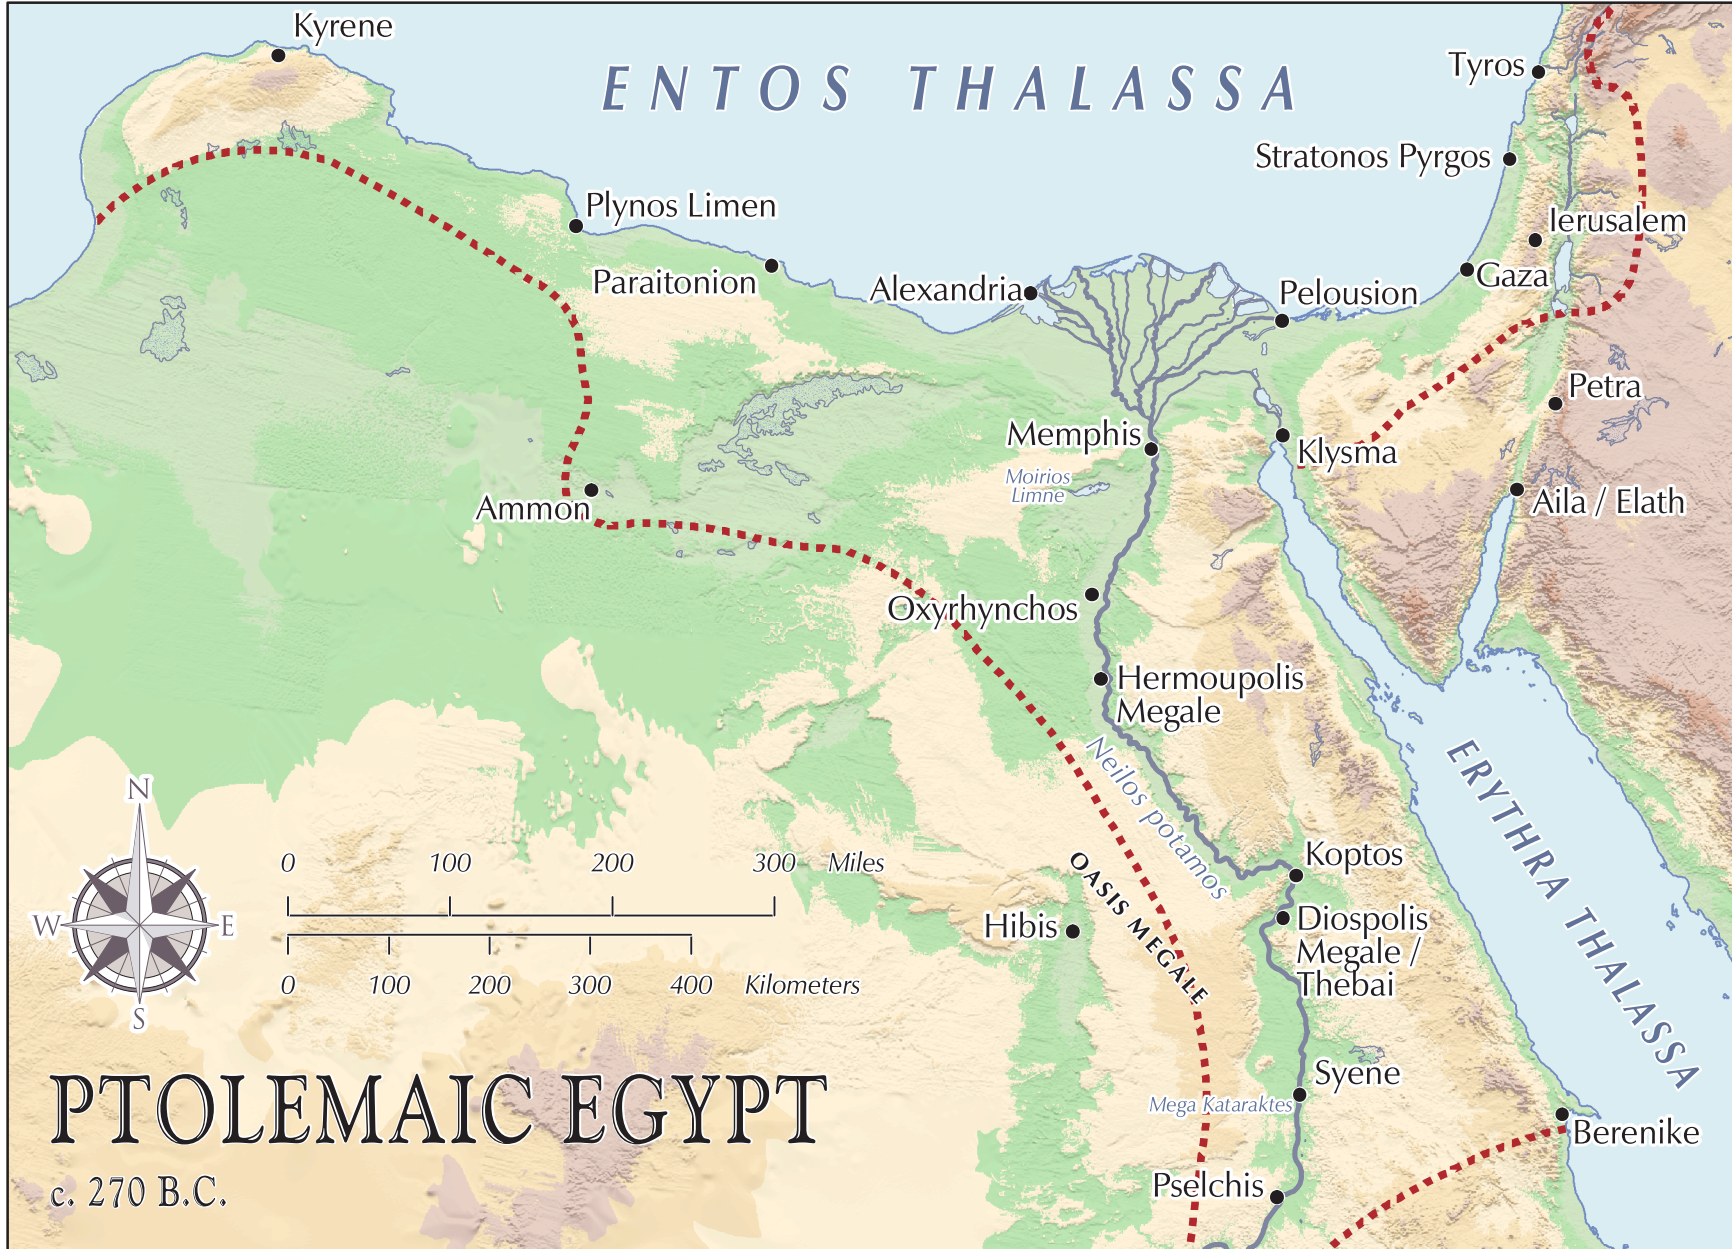 Kyrene
ENTOS THALASSA
Tyros
Stratonos Pyrgos
Ierusalem
Plynos Limen
Paraitonion
Alexandria
Pelousion
Gaza
Petra
Memphis
Klysma
Moirios
Limne
Ammon
Aila / Elath
Oxyrhynchos
Hermoupolis
Megale
Neilos potamos
ERYTHRA THALASSA
N
W
E
S
0 100 200 300 Miles
0 100 200 300 400 Kilometers
Koptos
OASIS MEGALE
Hibis
Diospolis
Megale /
Thebai
Syene
Mega Kataraktes
Berenike
Pselchis
PTOLEMAIC EGYPT
c. 270 B.C.